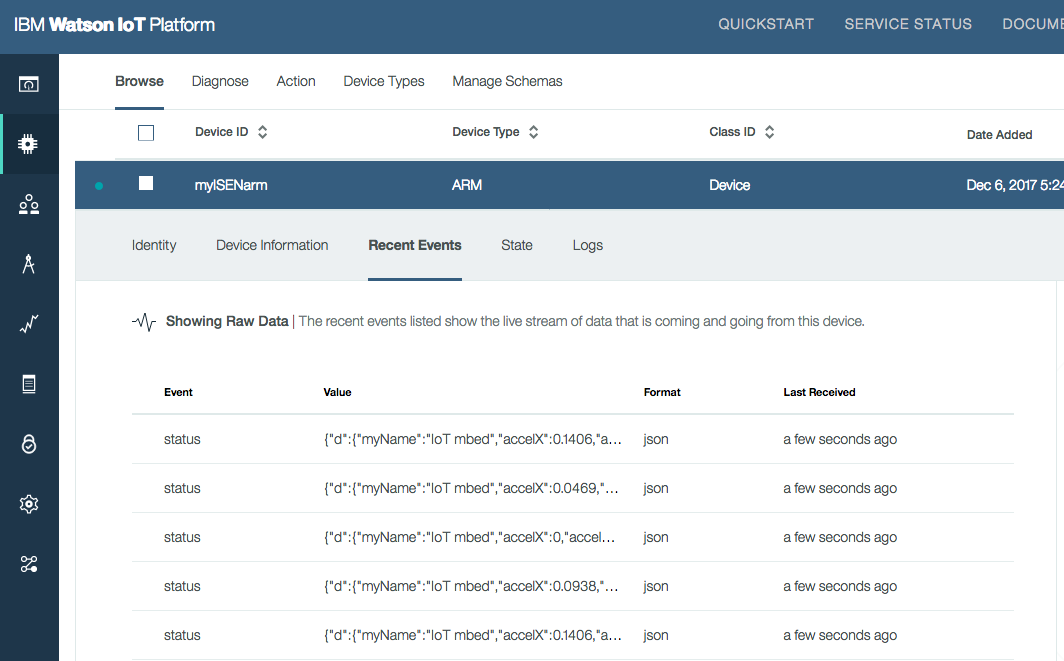 IBM Watson IoT Platform QUICKSTART SERVICE STATUS DOCUME
Browse Diagnose Action Device Types Manage Schemas
Device ID Device Type Class ID Date Added
myISENarm ARM Device Dec 6, 2017 5:24
Identity Device Information Recent Events State Logs
Showing Raw Data | The recent events listed show the live stream of data that is coming and going from this device.
Event Value Format Last Received
status {"d":{"myName":"IoT mbed","accelX":0.1406,"a... json a few seconds ago
status {"d":{"myName":"IoT mbed","accelX":0.0469,"... json a few seconds ago
status {"d":{"myName":"IoT mbed","accelX":0,"accel... json a few seconds ago
status {"d":{"myName":"IoT mbed","accelX":0.0938,"... json a few seconds ago
status {"d":{"myName":"IoT mbed","accelX":0.1406,"a... json a few seconds ago